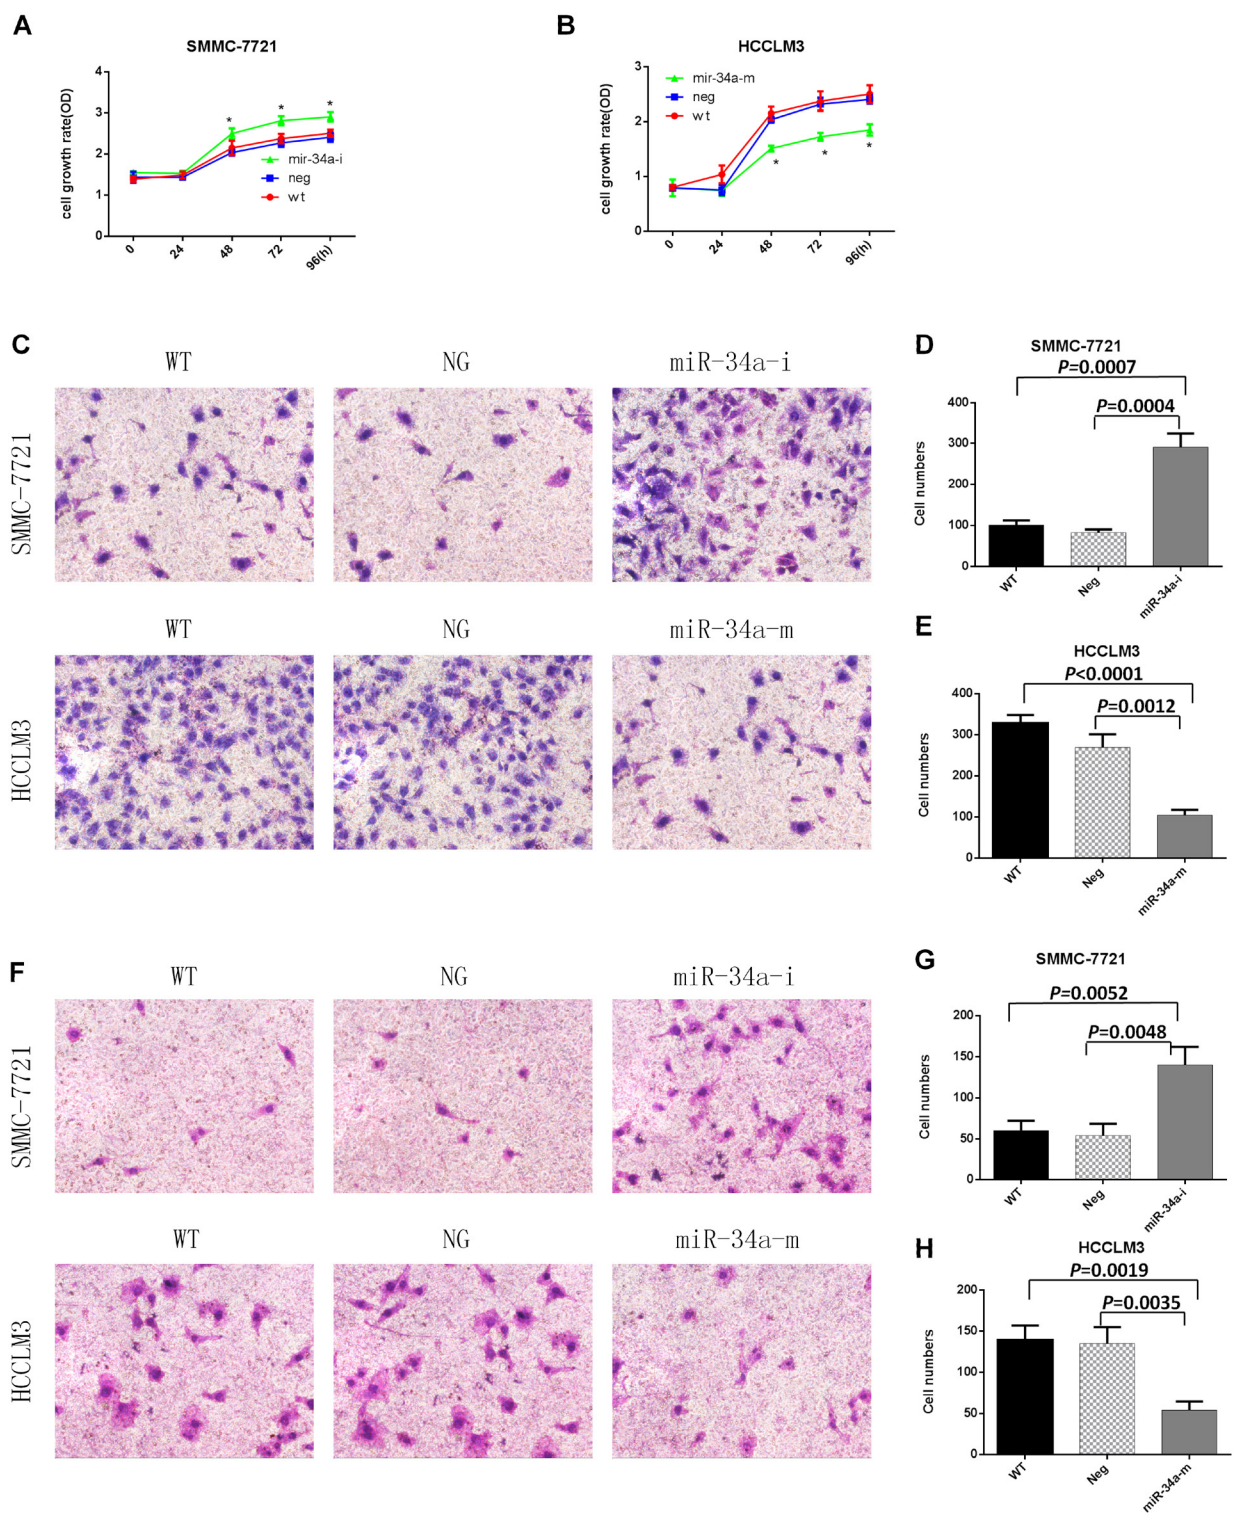 A
SMMC-7721
cell growth rate(OD)
4
3
2
1
0
* * *
mir-34a-i
neg
wt
0 24 48 72 96(h)
B
HCCLM3
cell growth rate(OD)
3
2
1
0
mir-34a-m
neg
wt
* * *
0 24 48 72 96(h)
C
WT NG miR-34a-i
SMMC-7721
WT NG miR-34a-m
HCCLM3
D
SMMC-7721
P=0.0007
P=0.0004
Cell numbers
400
300
200
100
0
WT Neg miR-34a-i
E
HCCLM3
P<0.0001
P=0.0012
Cell numbers
400
300
200
100
0
WT Neg miR-34a-m
F
WT NG miR-34a-i
SMMC-7721
WT NG miR-34a-m
HCCLM3
G
SMMC-7721
P=0.0052
P=0.0048
Cell numbers
200
150
100
50
0
WT Neg miR-34a-i
H
HCCLM3
P=0.0019
P=0.0035
Cell numbers
200
150
100
50
0
WT Neg miR-34a-m